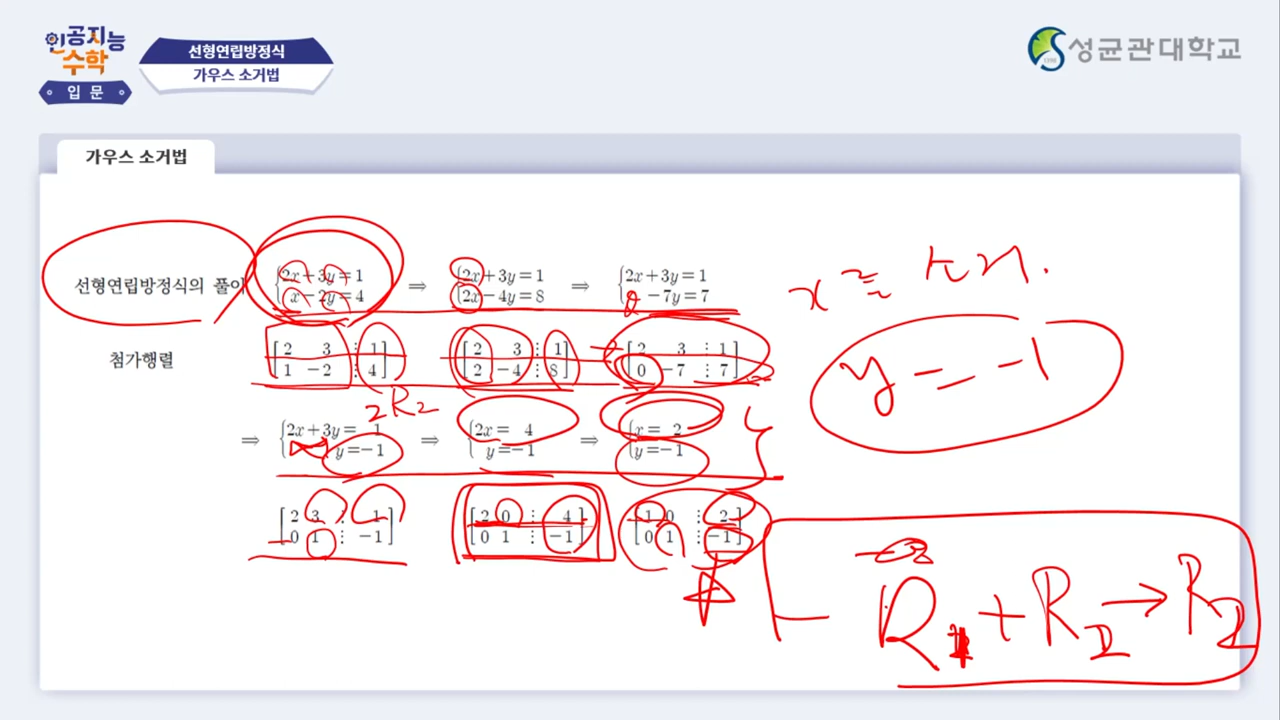 인공지능
수학
입문
선형연립방정식
가우스 소거법
성균관대학교
가우스 소거법
선형연립방정식의 풀이 {2x+3y=1 ⇒ {2x+3y=1 ⇒ {2x+3y=1
x-2y=4 2x-4y=8 -7y=7
x를 소거.
첨가행렬 [2 3 ⋮ 1] [2 3 ⋮ 1] [2 3 ⋮ 1]
[1 -2 ⋮ 4] [2 -4 ⋮ 8] [0 -7 ⋮ 7]
y=-1
2R2
⇒ {2x+3y= 1 ⇒ {2x= 4 ⇒ {x= 2
y=-1 y=-1 y=-1
[2 3 ⋮ 1] [2 0 ⋮ 4] [1 0 ⋮ 2]
[0 1 ⋮ -1] [0 1 ⋮ -1] [0 1 ⋮ -1]
R1+R2→R2